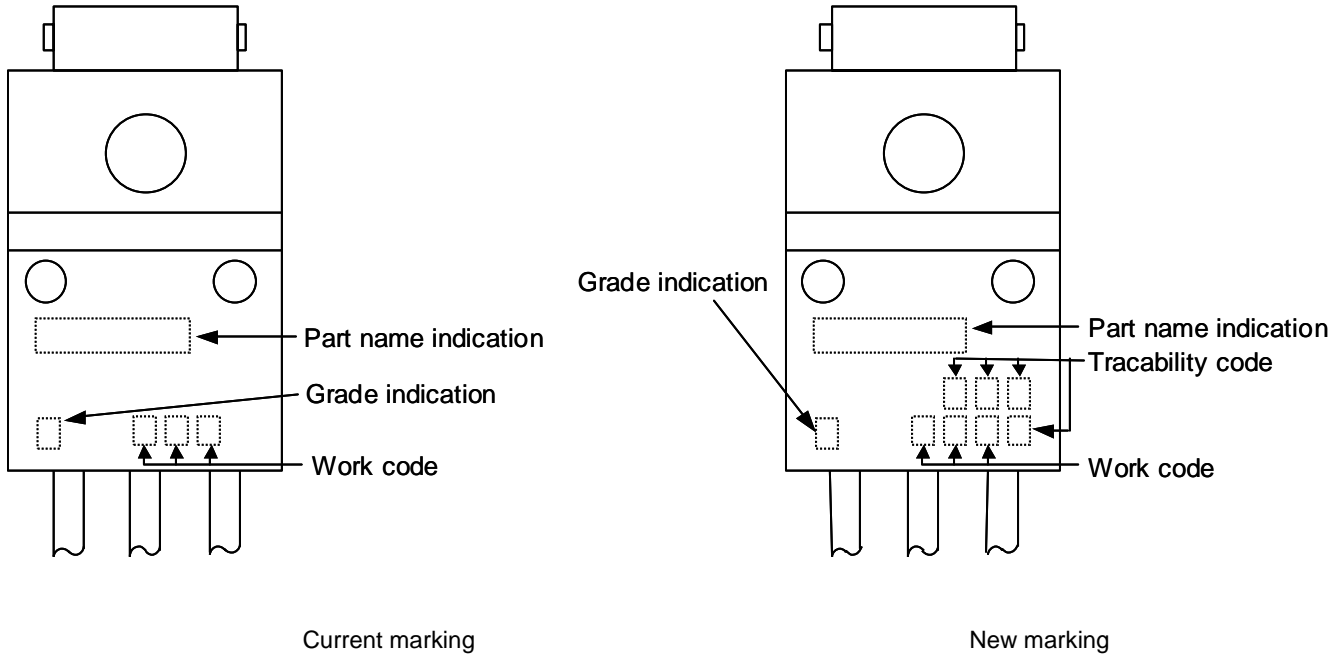 Part name indication
Grade indication
Work code
Current marking
Grade indication
Part name indication
Tracability code
Work code
New marking